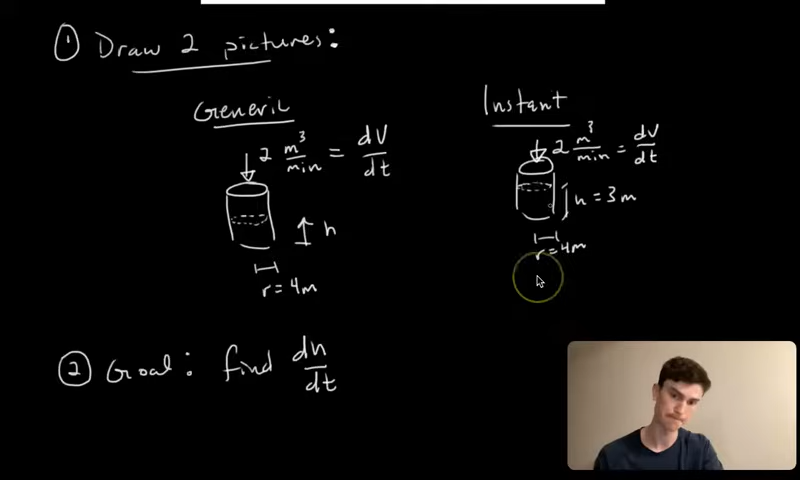 ① Draw 2 pictures:
Generic
2 m³/min = dV/dt
h
r = 4m
Instant
2 m³/min = dV/dt
h = 3m
r = 4m
② Goal: find dh/dt